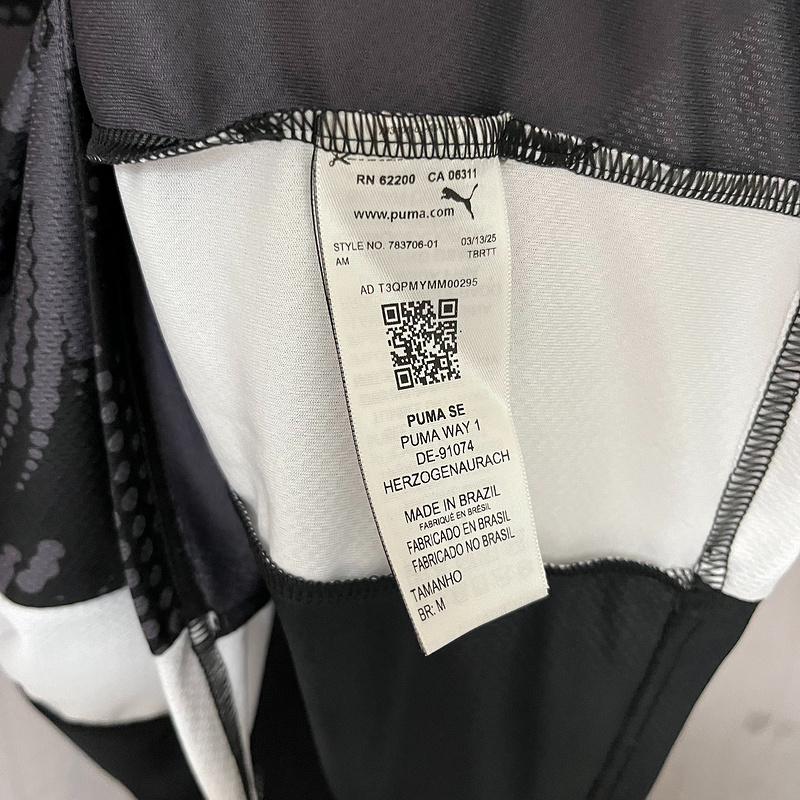 RN 62200 CA 06311
www.puma.com
STYLE NO. 783706-01 03/13/25
AM TBRTT
AD T3QPMYMM00295
PUMA SE
PUMA WAY 1
DE-91074
HERZOGENAURACH
MADE IN BRAZIL
FABRIQUÉ EN BRÉSIL
FABRICADO EN BRASIL
FABRICADO NO BRASIL
TAMANHO
BR: M